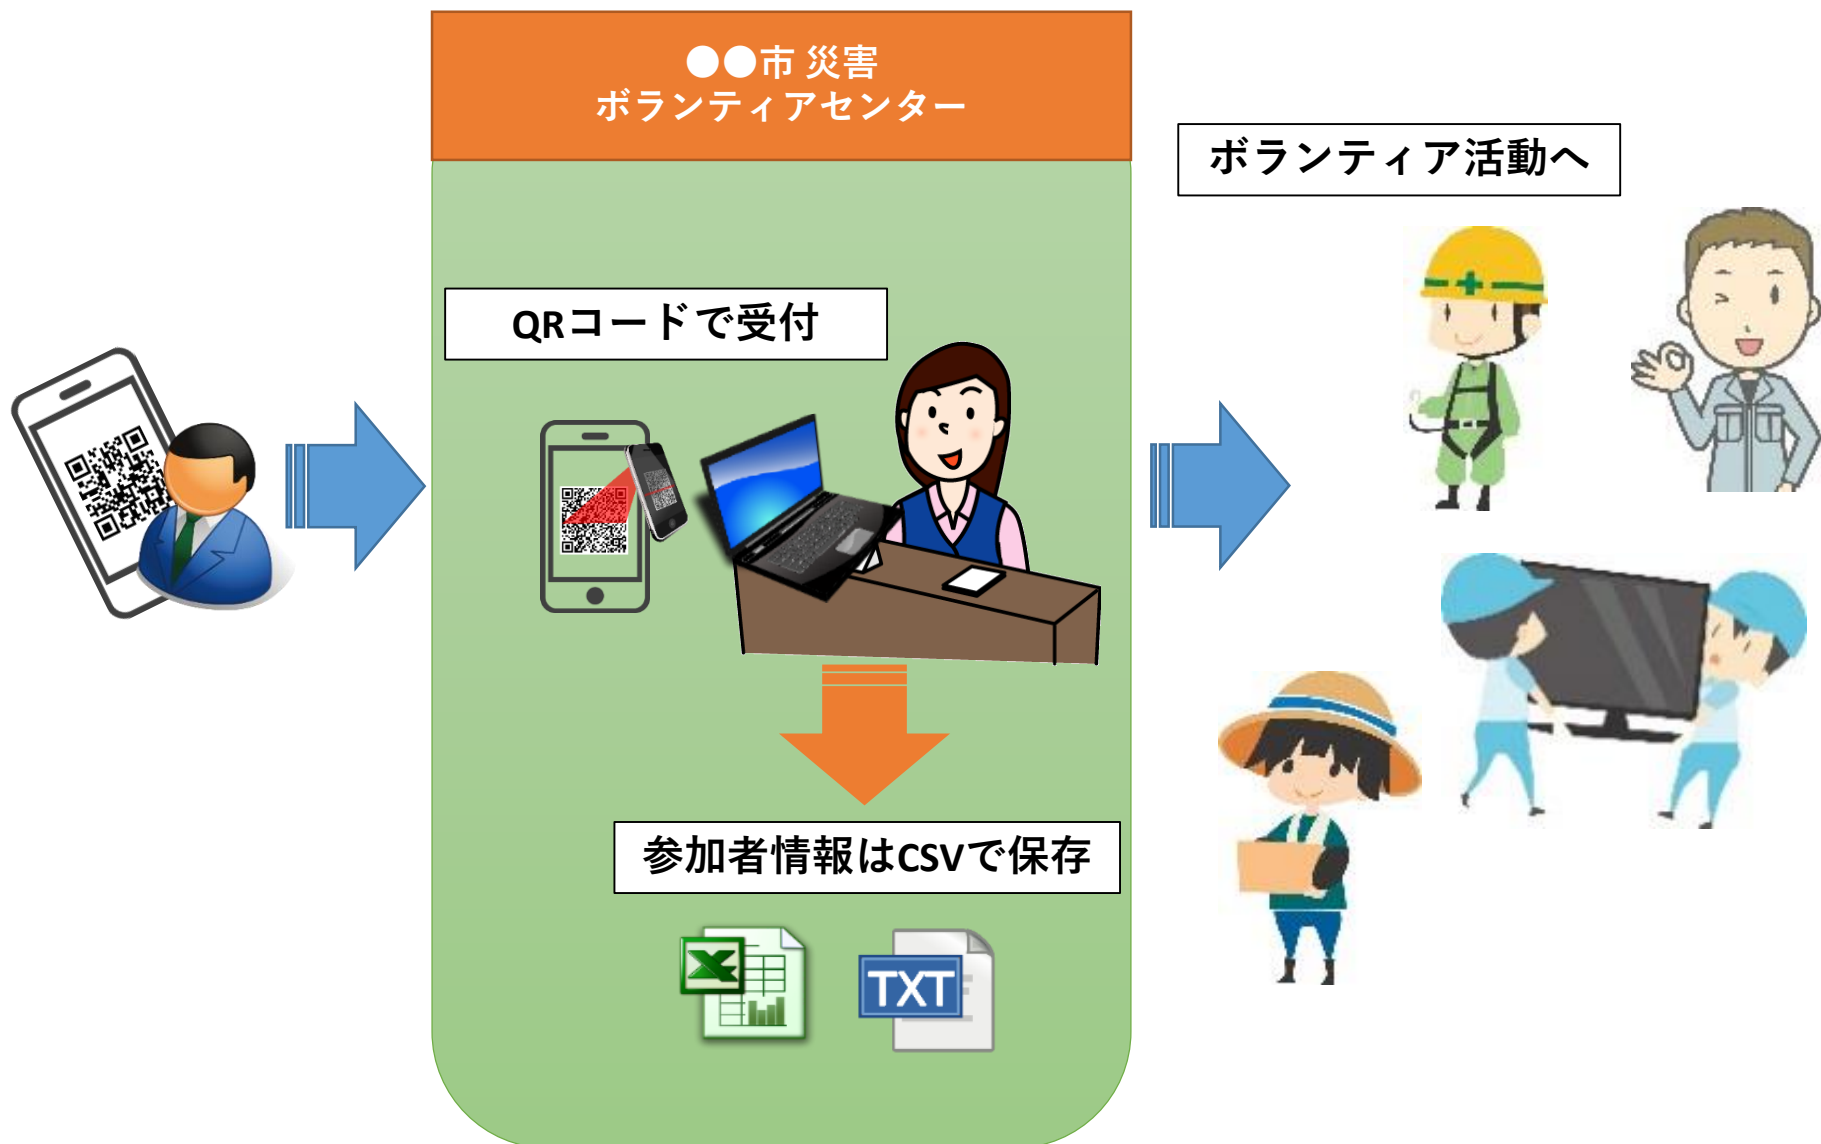 ●●市 災害
ボランティアセンター
ボランティア活動へ
QRコードで受付
参加者情報はCSVで保存
X
TXT